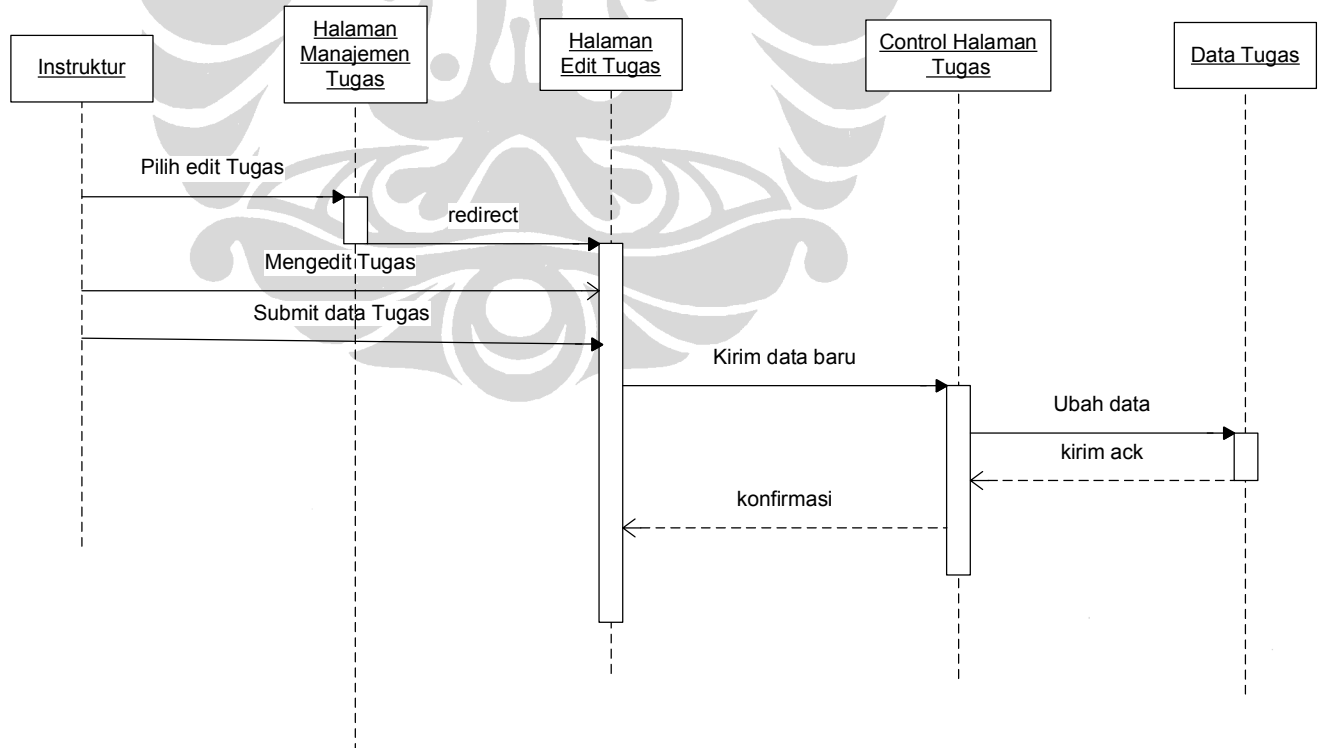 Instruktur
Halaman
Manajemen
Tugas
Halaman
Edit Tugas
Control Halaman
Tugas
Data Tugas
Pilih edit Tugas
redirect
Mengedit Tugas
Submit data Tugas
Kirim data baru
Ubah data
kirim ack
konfirmasi